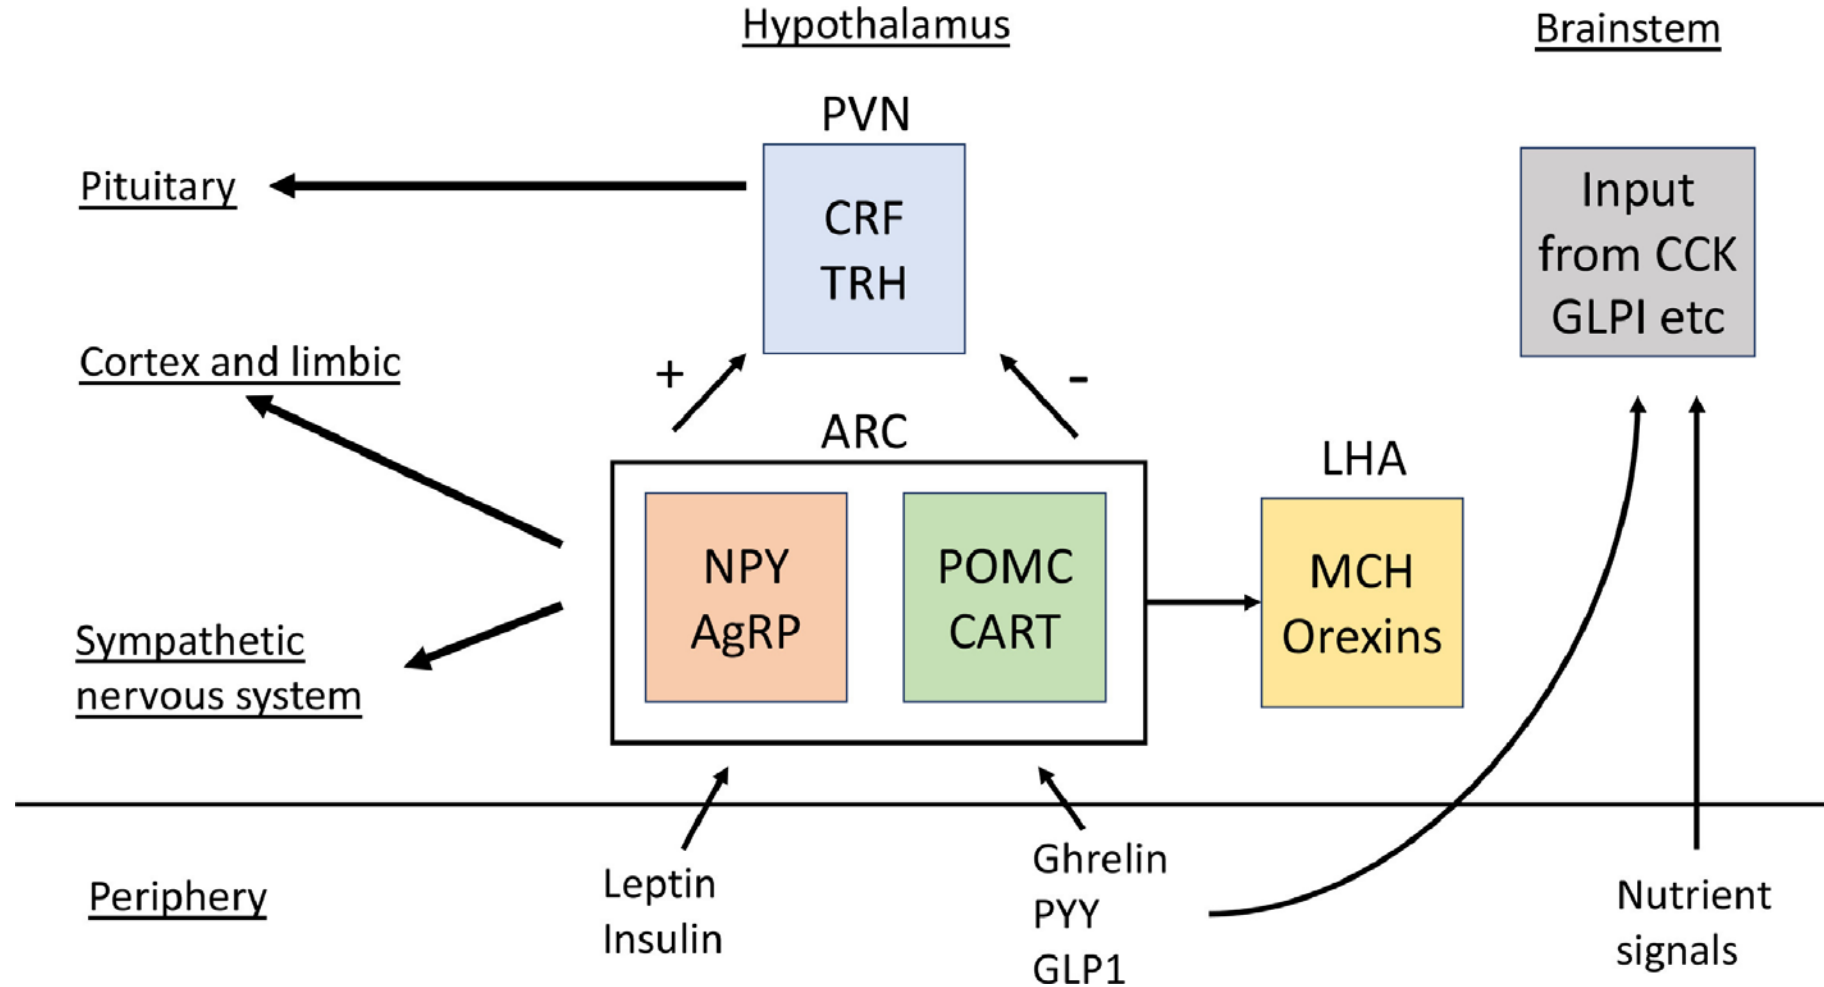 Hypothalamus
Brainstem
PVN
Pituitary
CRF
TRH
Input
from CCK
GLPI etc
Cortex and limbic
+
-
ARC
LHA
NPY
AgRP
POMC
CART
MCH
Orexins
Sympathetic
nervous system
Periphery
Leptin
Insulin
Ghrelin
PYY
GLP1
Nutrient
signals